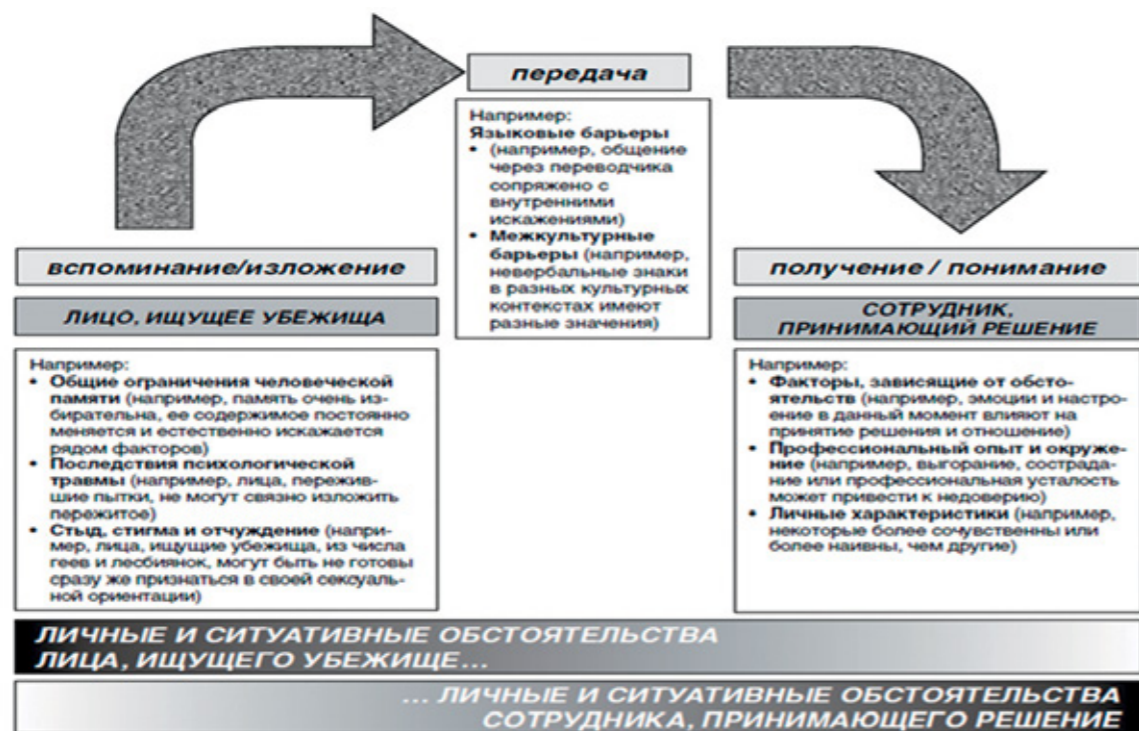 передача
Например:
Языковые барьеры
• (например, общение
через переводчика
сопряжено с
внутренними
искажениями)
• Межкультурные
барьеры (например,
невербальные знаки
в разных культурных
контекстах имеют
разные значения)
вспоминание/изложение
ЛИЦО, ИЩУЩЕЕ УБЕЖИЩА
Например:
• Общие ограничения человеческой
памяти (например, память очень из-
бирательна, ее содержимое постоянно
меняется и естественно искажается
рядом факторов)
• Последствия психологической
травмы (например, лица, пережив-
шие пытки, не могут связно изложить
пережитое)
• Стыд, стигма и отчуждение (напри-
мер, лица, ищущие убежища, из числа
геев и лесбиянок, могут быть не готовы
сразу же признаться в своей сексуаль-
ной ориентации)
получение / понимание
СОТРУДНИК,
ПРИНИМАЮЩИЙ РЕШЕНИЕ
Например:
• Факторы, зависящие от обсто-
ятельств (например, эмоции и настро-
ение в данный момент влияют на
принятие решения и отношение)
• Профессиональный опыт и окруже-
ние (например, выгорание, сострада-
ние или профессиональная усталость
может привести к недоверию)
• Личные характеристики (например,
некоторые более сочувственны или
более наивны, чем другие)
ЛИЧНЫЕ И СИТУАТИВНЫЕ ОБСТОЯТЕЛЬСТВА
ЛИЦА, ИЩУЩЕГО УБЕЖИЩЕ...
... ЛИЧНЫЕ И СИТУАТИВНЫЕ ОБСТОЯТЕЛЬСТВА
СОТРУДНИКА, ПРИНИМАЮЩЕГО РЕШЕНИЕ